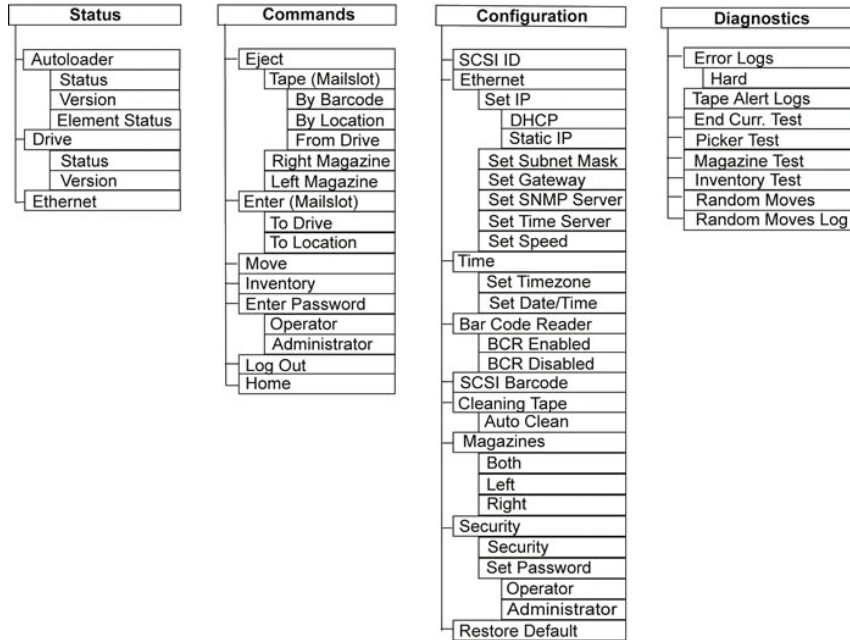 Status
Autoloader
Status
Version
Element Status
Drive
Status
Version
Ethernet
Commands
Eject
Tape (Mailslot)
By Barcode
By Location
From Drive
Right Magazine
Left Magazine
Enter (Mailslot)
To Drive
To Location
Move
Inventory
Enter Password
Operator
Administrator
Log Out
Home
Configuration
SCSI ID
Ethernet
Set IP
DHCP
Static IP
Set Subnet Mask
Set Gateway
Set SNMP Server
Set Time Server
Set Speed
Time
Set Timezone
Set Date/Time
Bar Code Reader
BCR Enabled
BCR Disabled
SCSI Barcode
Cleaning Tape
Auto Clean
Magazines
Both
Left
Right
Security
Security
Set Password
Operator
Administrator
Restore Default
Diagnostics
Error Logs
Hard
Tape Alert Logs
End Curr. Test
Picker Test
Magazine Test
Inventory Test
Random Moves
Random Moves Log